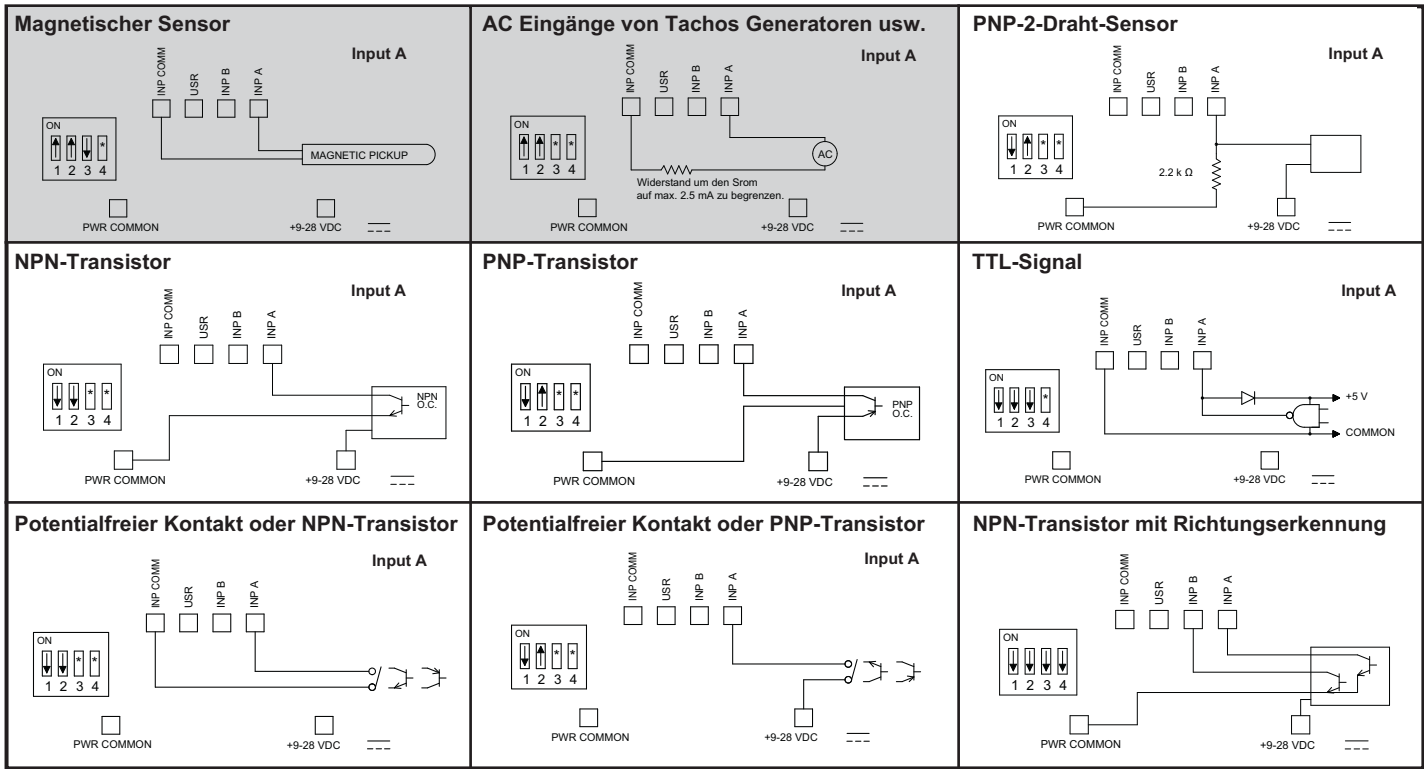 Magnetischer Sensor
Input A
INP COMM
USR
INP B
INP A
ON
* 
1 2 3 4
MAGNETIC PICKUP
PWR COMMON
+9-28 VDC
AC Eingänge von Tachos Generatoren usw.
Input A
INP COMM
USR
INP B
INP A
ON
* *
1 2 3 4
AC
Widerstand um den Srom
auf max. 2.5 mA zu begrenzen.
PWR COMMON
+9-28 VDC
PNP-2-Draht-Sensor
INP COMM
USR
INP B
INP A
ON
* *
1 2 3 4
2.2 k Ω
PWR COMMON
+9-28 VDC
NPN-Transistor
Input A
INP COMM
USR
INP B
INP A
ON
* *
1 2 3 4
NPN
O.C.
PWR COMMON
+9-28 VDC
PNP-Transistor
Input A
INP COMM
USR
INP B
INP A
ON
* *
1 2 3 4
PNP
O.C.
PWR COMMON
+9-28 VDC
TTL-Signal
Input A
INP COMM
USR
INP B
INP A
ON
*
1 2 3 4
+5 V
COMMON
PWR COMMON
+9-28 VDC
Potentialfreier Kontakt oder NPN-Transistor
Input A
INP COMM
USR
INP B
INP A
ON
* *
1 2 3 4
PWR COMMON
+9-28 VDC
Potentialfreier Kontakt oder PNP-Transistor
Input A
INP COMM
USR
INP B
INP A
ON
* *
1 2 3 4
PWR COMMON
+9-28 VDC
NPN-Transistor mit Richtungserkennung
INP COMM
USR
INP B
INP A
ON
1 2 3 4
PWR COMMON
+9-28 VDC